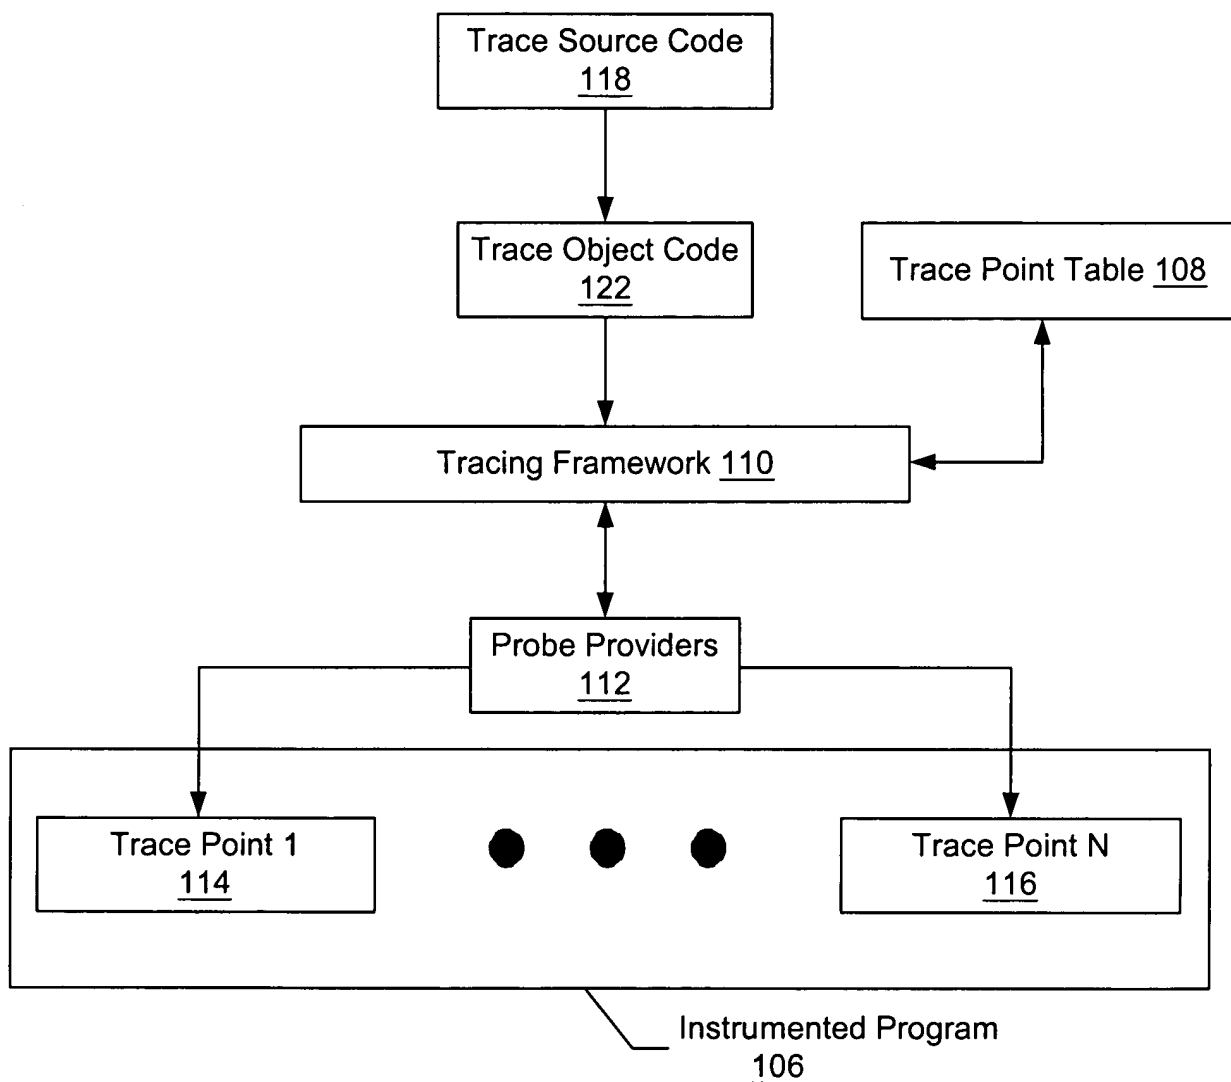 Trace Source Code
118
Trace Object Code
122
Trace Point Table 108
Tracing Framework 110
Probe Providers
112
Trace Point 1
114
Trace Point N
116
Instrumented Program
106